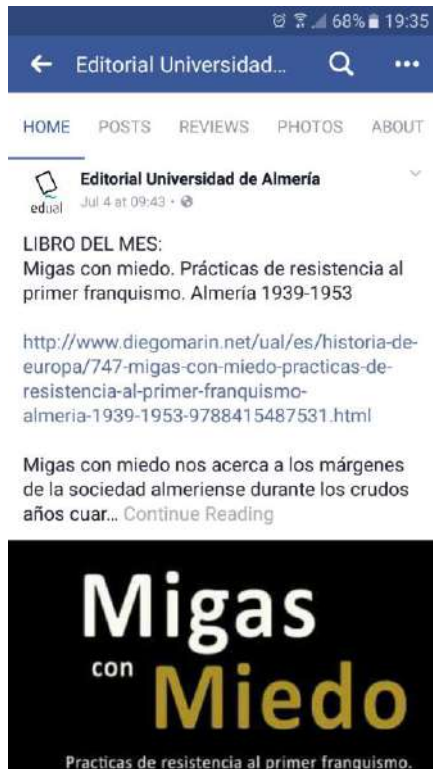 68% 19:35
Editorial Universidad...
HOME POSTS REVIEWS PHOTOS ABOUT
Editorial Universidad de Almería
edual
Jul 4 at 09:43
LIBRO DEL MES:
Migas con miedo. Prácticas de resistencia al
primer franquismo. Almería 1939-1953
http://www.diegomarin.net/ual/es/historia-de-
europa/747-migas-con-miedo-practicas-de-
resistencia-al-primer-franquismo-
almeria-1939-1953-9788415487531.html
Migas con miedo nos acerca a los márgenes
de la sociedad almeriense durante los crudos
años cuar... Continue Reading
Migas
con
Miedo
Practicas de resistencia al primer franquismo.